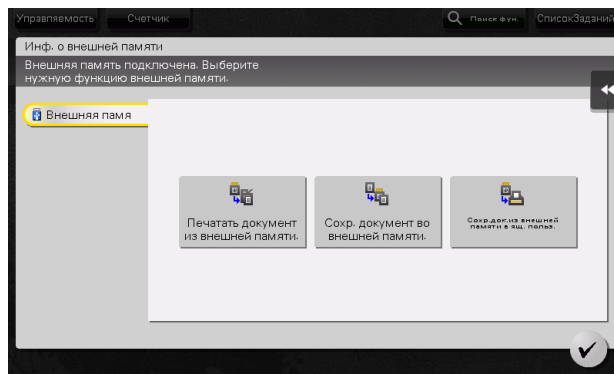 Управляемость Счетчик Поиск фун. СписокЗаданий
Инф. о внешней памяти
Внешняя память подключена. Выберите
нужную функцию внешней памяти.
Внешняя памя
Печатать документ
из внешней памяти.
Сохр. документ во
внешней памяти.
Сохр.док.из внешней
памяти в ящ. польз.